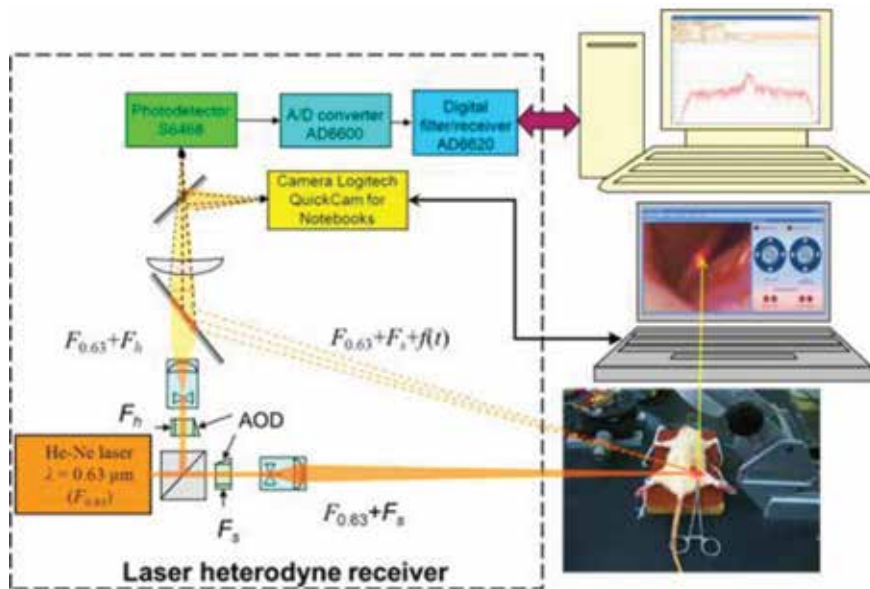 Photodetector
S6468
A/D converter
AD6600
Digital
filter/receiver
AD6620
Camera Logitech
QuickCam for
Notebooks
F0.63+Fh
F0.63+Fs+f(t)
Fh
AOD
He-Ne laser
λ = 0.63 μm
(F0.63)
Fs
F0.63+Fs
Laser heterodyne receiver